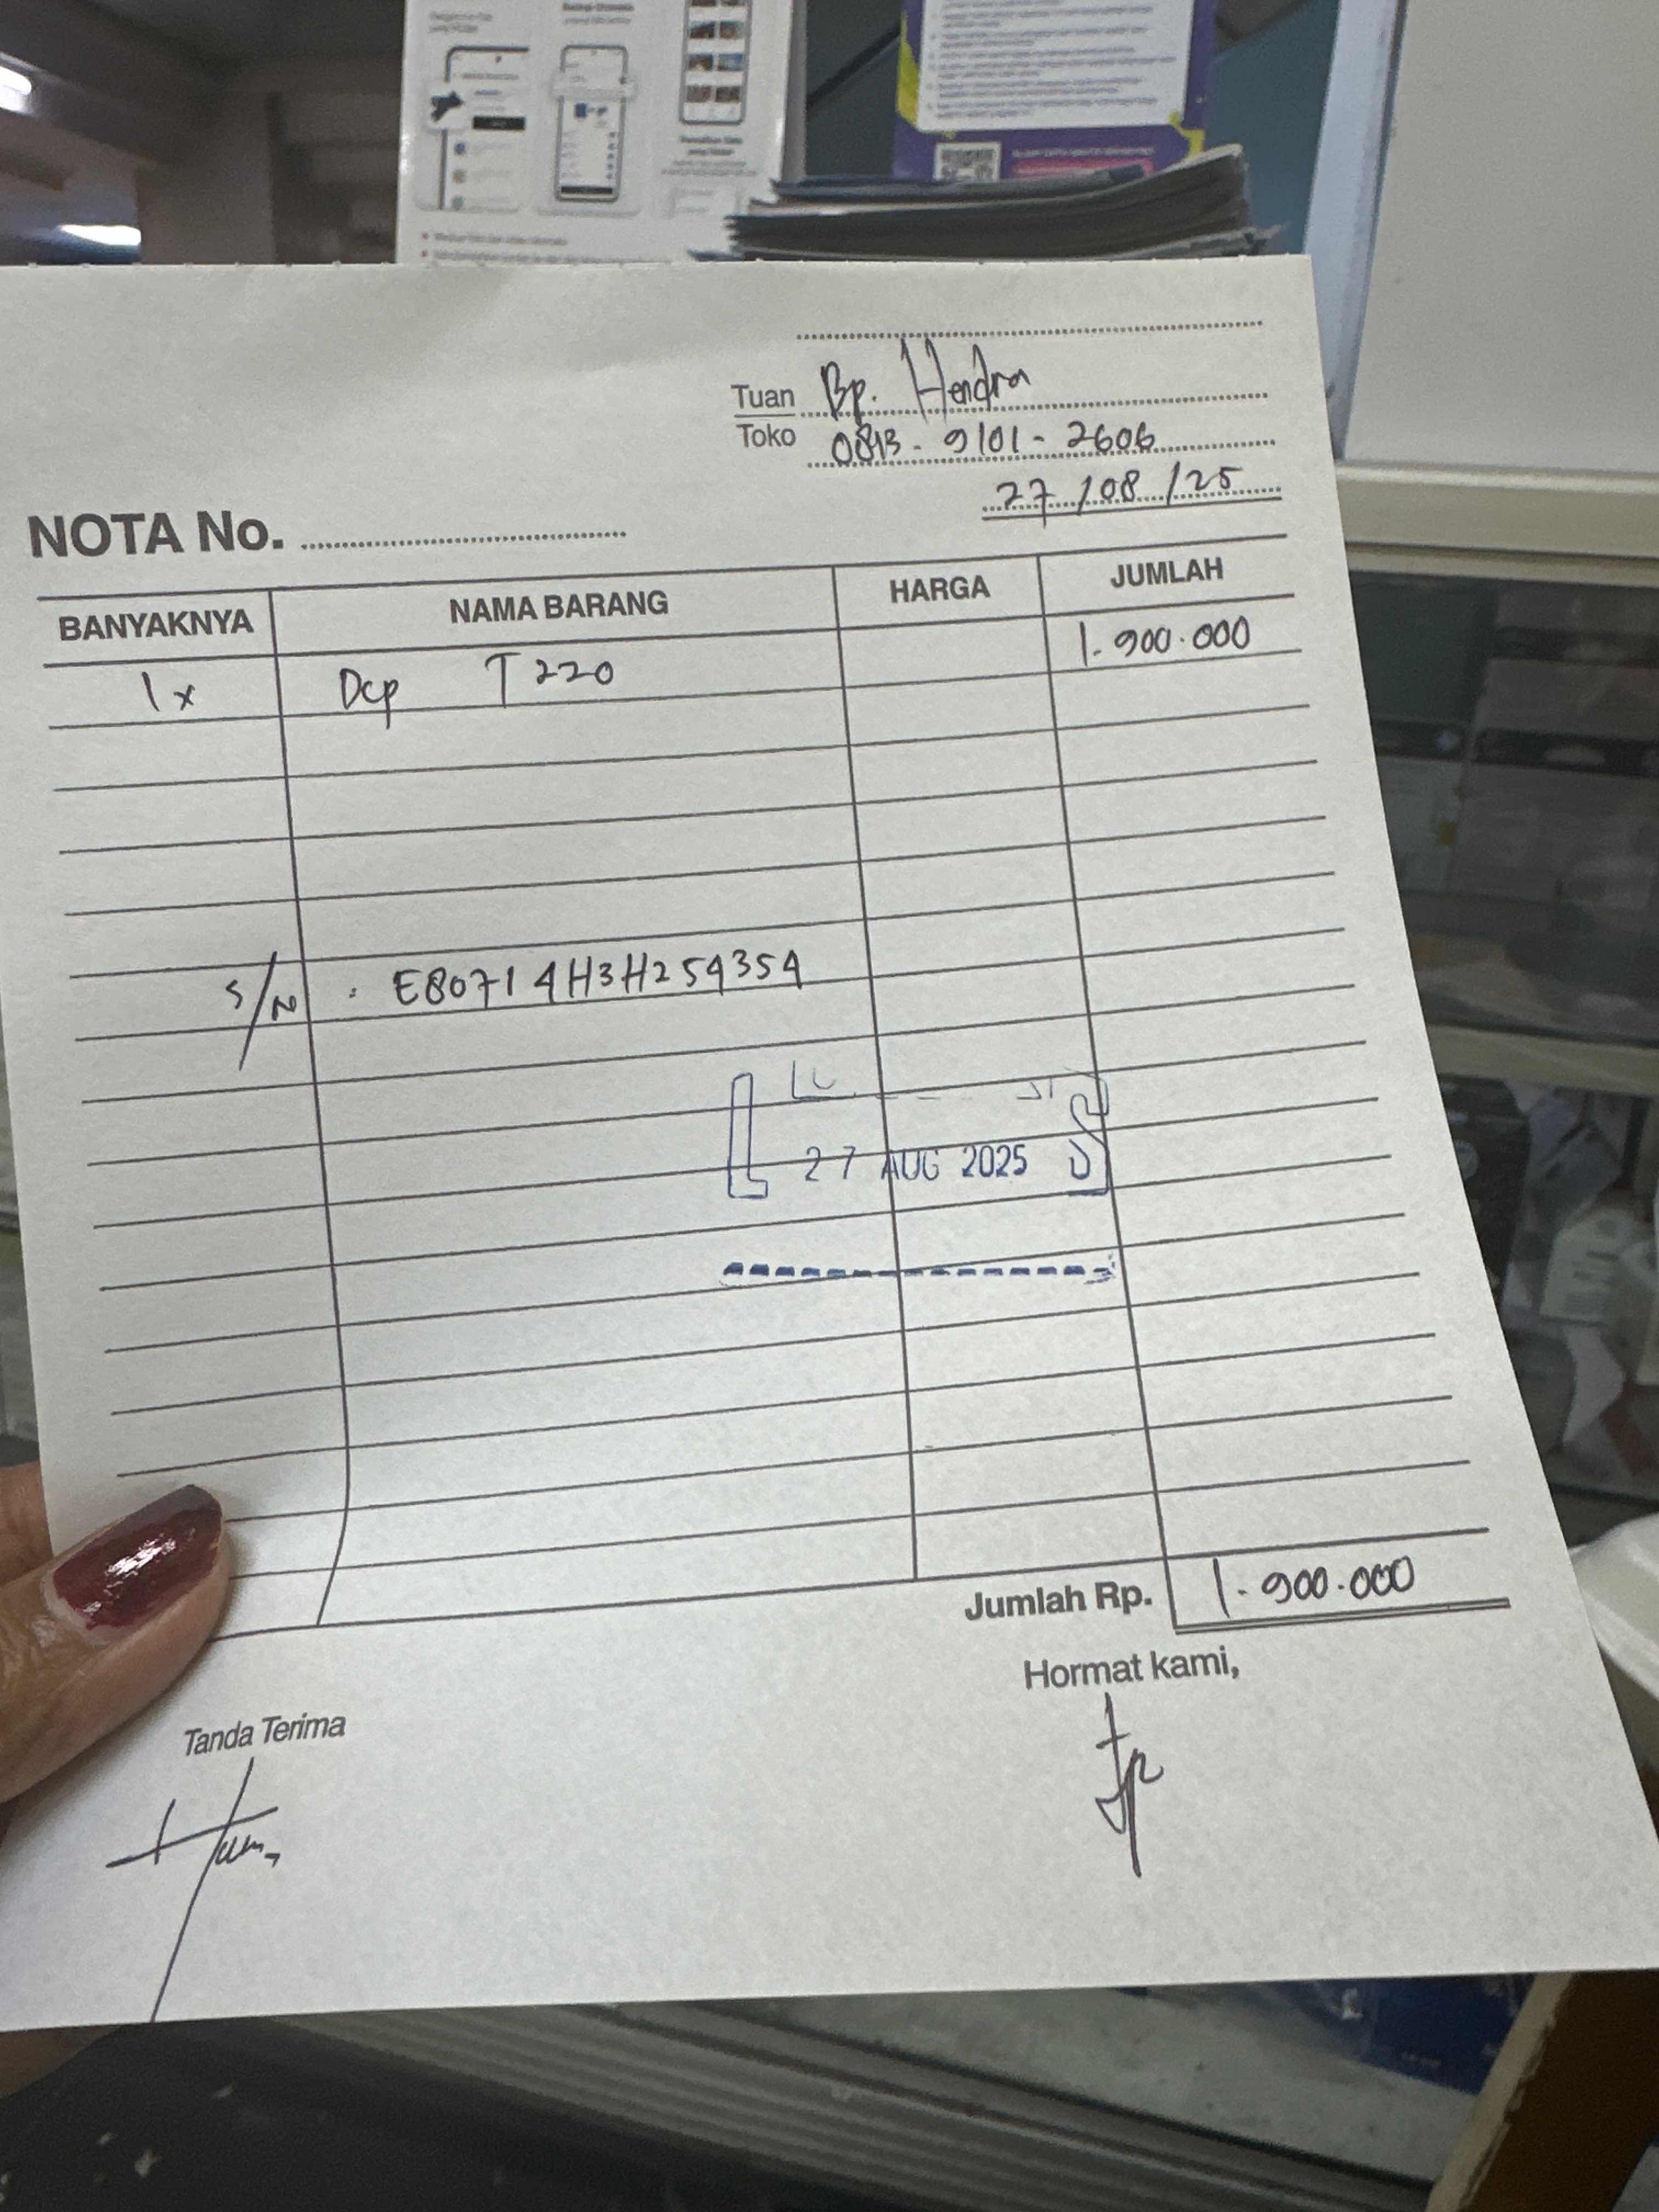 Tuan Bp. Hendra
Toko 0813 - 9101 - 2606
27 / 08 / 25
NOTA No.
BANYAKNYA NAMA BARANG HARGA JUMLAH
1x Dcp T220 1.900.000
S/N : E80714H3H254354
27 AUG 2025
Jumlah Rp. 1.900.000
Hormat kami,
Tanda Terima